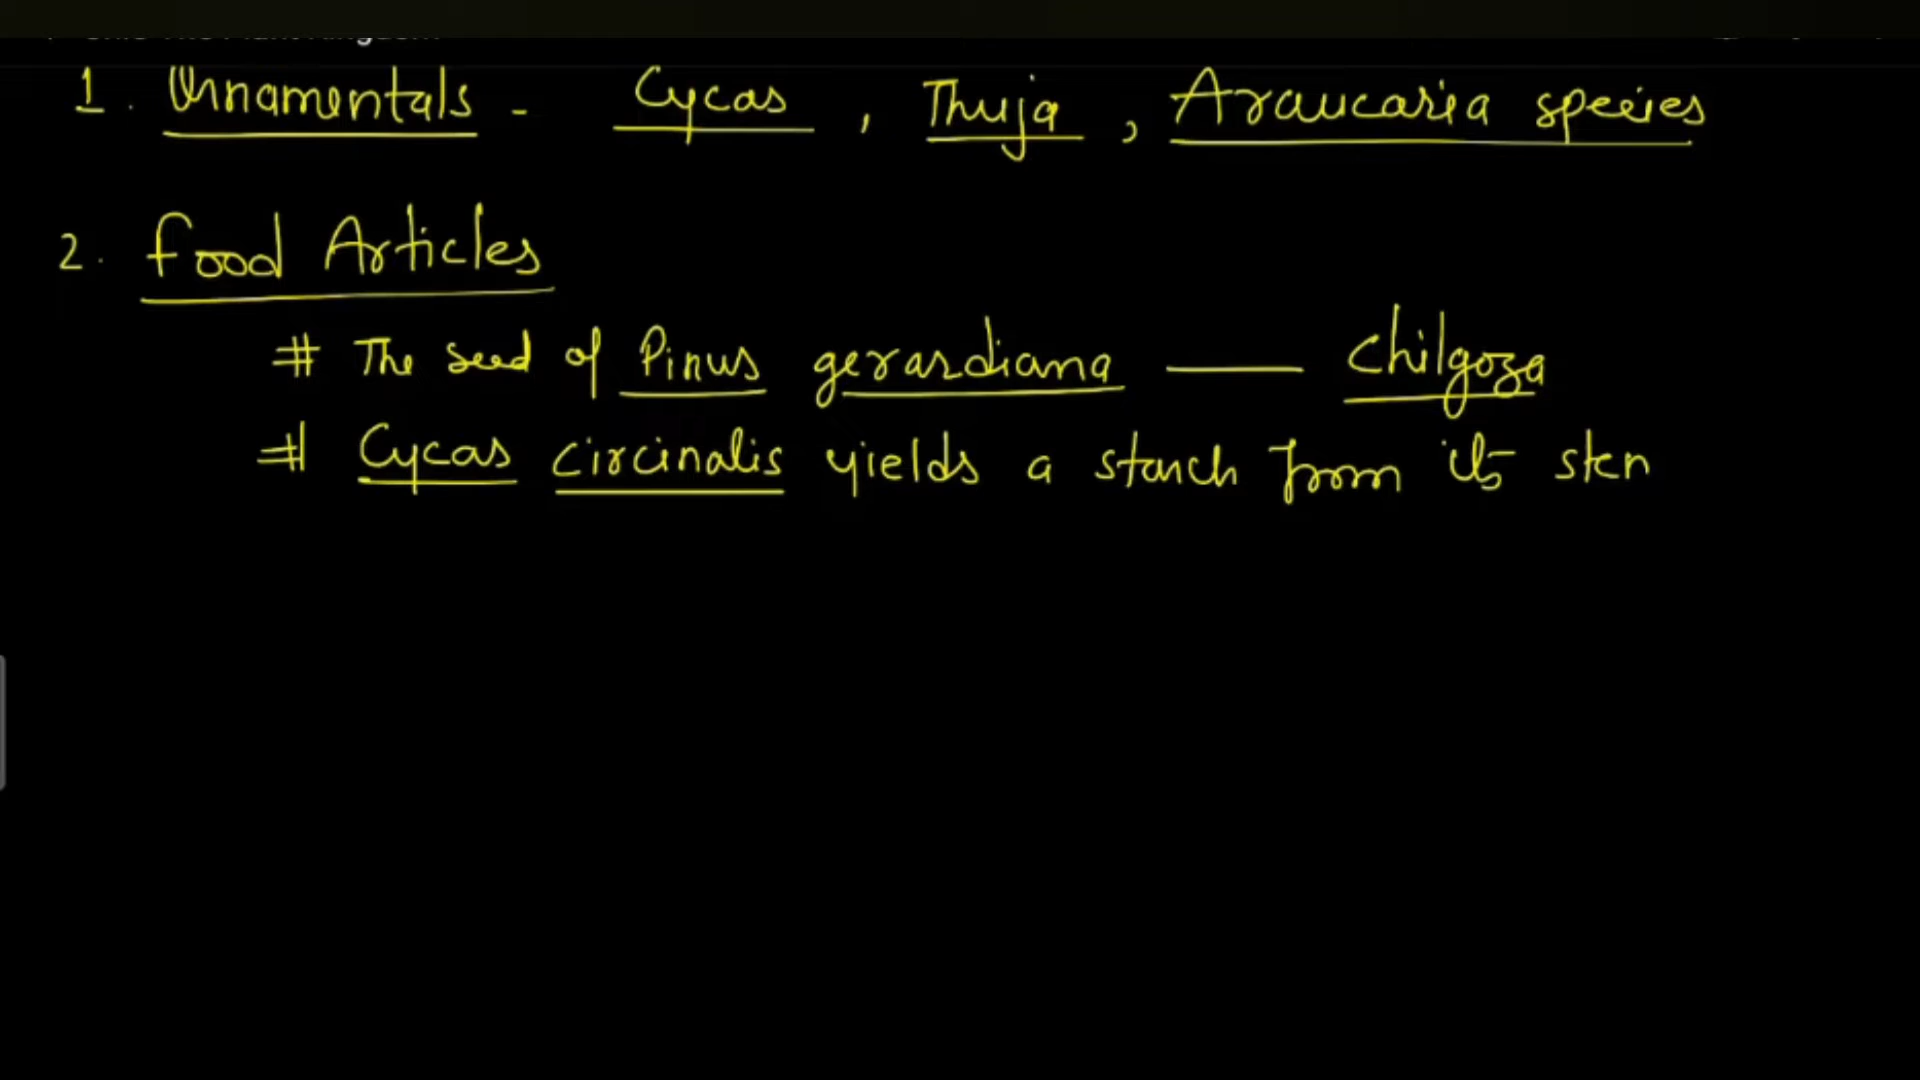 1. Ornamentals - Cycas, Thuja, Araucaria species
2. Food Articles
# The seed of Pinus gerardiana — Chilgoza
# Cycas circinalis yields a starch from its